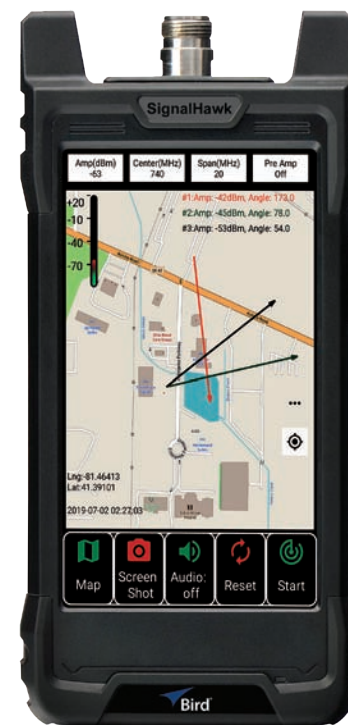 SignalHawk
Amp(dBm) Center(MHz) Span(MHz) Pre Amp
-63 740 20 Off
+20 #1:Amp: -42dBm, Angle: 173.0
-10 #2:Amp: -45dBm, Angle: 78.0
-40 #3:Amp: -53dBm, Angle: 54.0
-70
Lng:-81.46413
Lat:41.39101
2019-07-02 02:27:03
Map Screen Shot Audio: off Reset Start
Bird